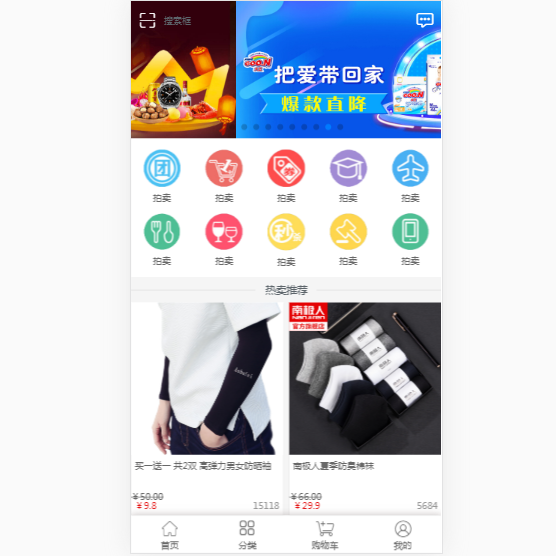 搜索框
把爱带回家
爆款直降
团
券
拍卖
拍卖
拍卖
拍卖
拍卖
秒
拍卖
拍卖
拍卖
拍卖
拍卖
热卖推荐
南极人
官方旗舰店
买一送一 共2双 高弹力男女防晒袖
南极人夏季防臭棉袜
¥50.00
¥66.00
¥9.8
15118
¥29.9
5684
首页
分类
购物车
我的